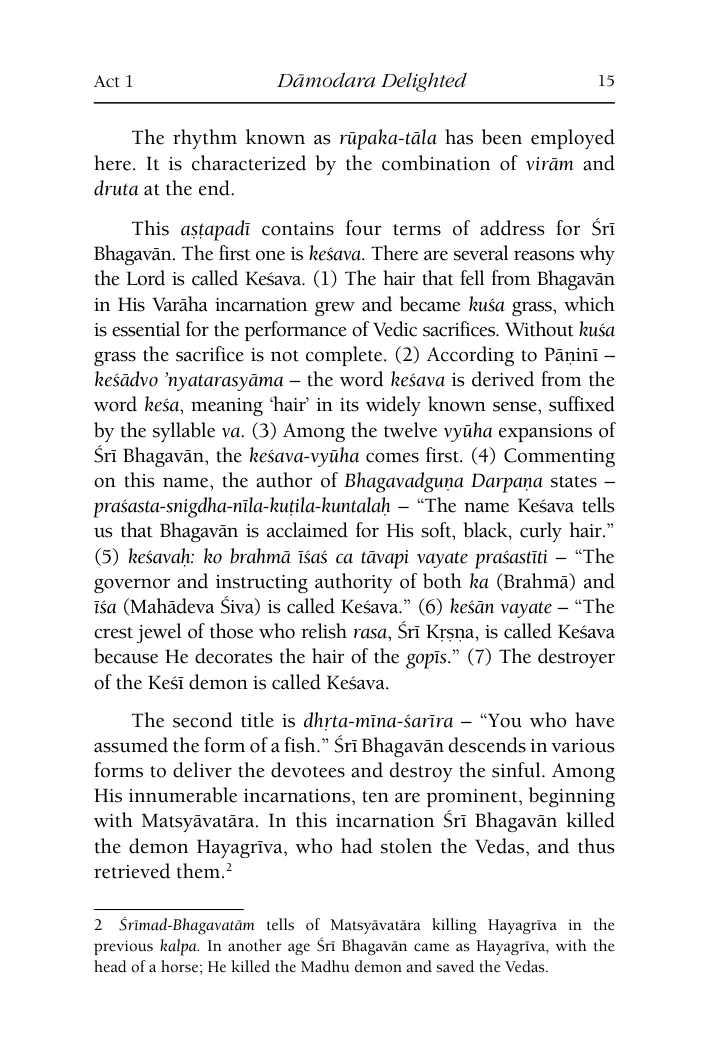 Act 1 Dāmodara Delighted 15
The rhythm known as rūpaka-tāla has been employed
here. It is characterized by the combination of virām and
druta at the end.
This aṣṭapadī contains four terms of address for Śrī
Bhagavān. The first one is keśava. There are several reasons why
the Lord is called Keśava. (1) The hair that fell from Bhagavān
in His Varāha incarnation grew and became kuśa grass, which
is essential for the performance of Vedic sacrifices. Without kuśa
grass the sacrifice is not complete. (2) According to Pāṇinī –
keśādvo ’nyatarasyāma – the word keśava is derived from the
word keśa, meaning ‘hair’ in its widely known sense, suffixed
by the syllable va. (3) Among the twelve vyūha expansions of
Śrī Bhagavān, the keśava-vyūha comes first. (4) Commenting
on this name, the author of Bhagavadguṇa Darpaṇa states –
praśasta-snigdha-nīla-kuṭila-kuntalaḥ – “The name Keśava tells
us that Bhagavān is acclaimed for His soft, black, curly hair.”
(5) keśavaḥ: ko brahmā īśaś ca tāvapi vayate praśastīti – “The
governor and instructing authority of both ka (Brahmā) and
īśa (Mahādeva Śiva) is called Keśava.” (6) keśān vayate – “The
crest jewel of those who relish rasa, Śrī Kṛṣṇa, is called Keśava
because He decorates the hair of the gopīs.” (7) The destroyer
of the Keśī demon is called Keśava.
The second title is dhṛta-mīna-śarīra – “You who have
assumed the form of a fish.” Śrī Bhagavān descends in various
forms to deliver the devotees and destroy the sinful. Among
His innumerable incarnations, ten are prominent, beginning
with Matsyāvatāra. In this incarnation Śrī Bhagavān killed
the demon Hayagrīva, who had stolen the Vedas, and thus
retrieved them.2
2 Śrīmad-Bhagavatām tells of Matsyāvatāra killing Hayagrīva in the
previous kalpa. In another age Śrī Bhagavān came as Hayagrīva, with the
head of a horse; He killed the Madhu demon and saved the Vedas.